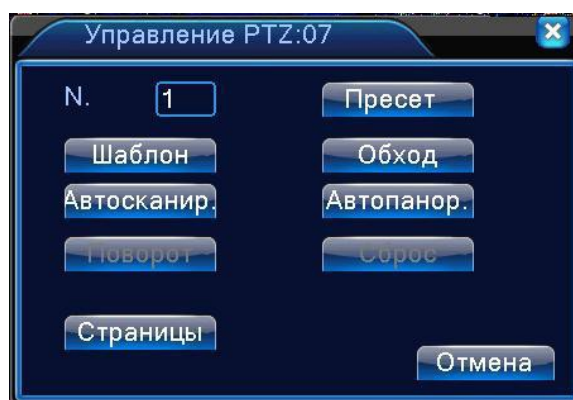 Управление PTZ:07
N. 1 Пресет
Шаблон Обход
Автосканир. Автопанор.
Поворот Сброс
Страницы
Отмена